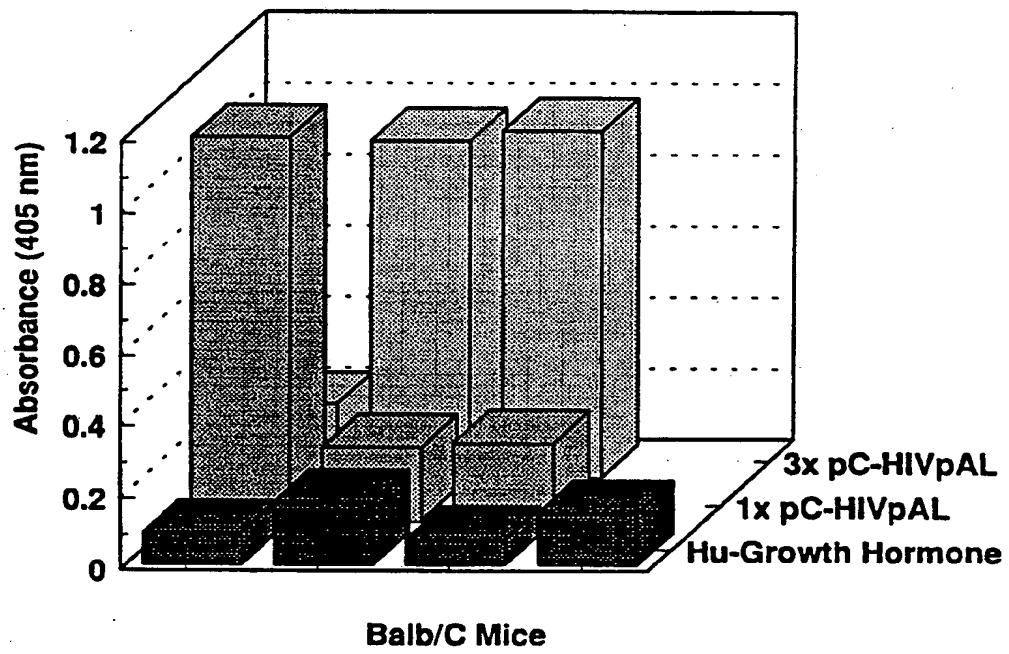 Absorbance (405 nm)
1.2
1
0.8
0.6
0.4
0.2
0
3x pC-HIVpAL
1x pC-HIVpAL
Hu-Growth Hormone
Balb/C Mice